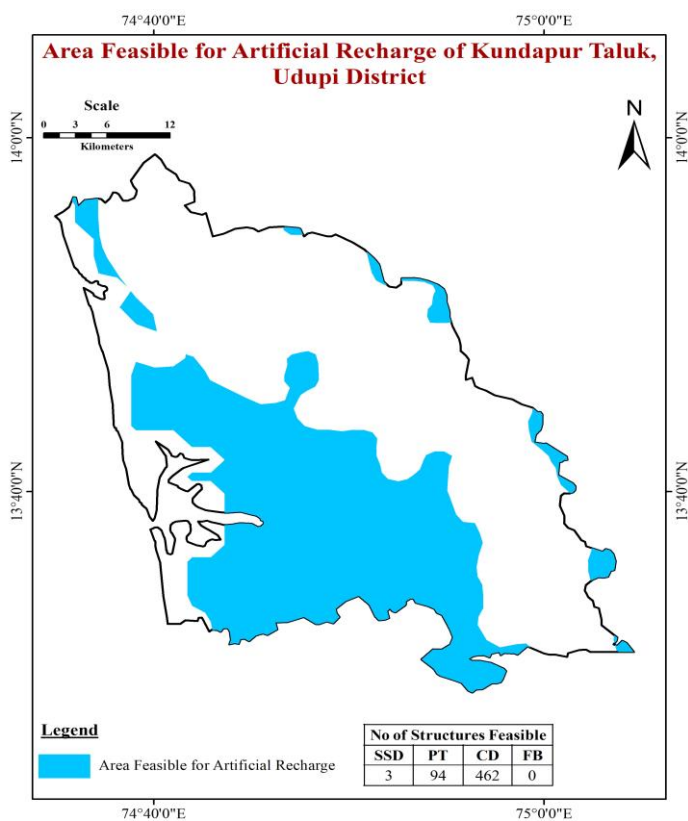 74°40'0"E 75°0'0"E
Area Feasible for Artificial Recharge of Kundapur Taluk,
Udupi District
Scale
0 3 6 12
Kilometers
N
14°0'0"N 14°0'0"N
13°40'0"N 13°40'0"N
Legend
Area Feasible for Artificial Recharge
No of Structures Feasible
SSD PT CD FB
3 94 462 0
74°40'0"E 75°0'0"E